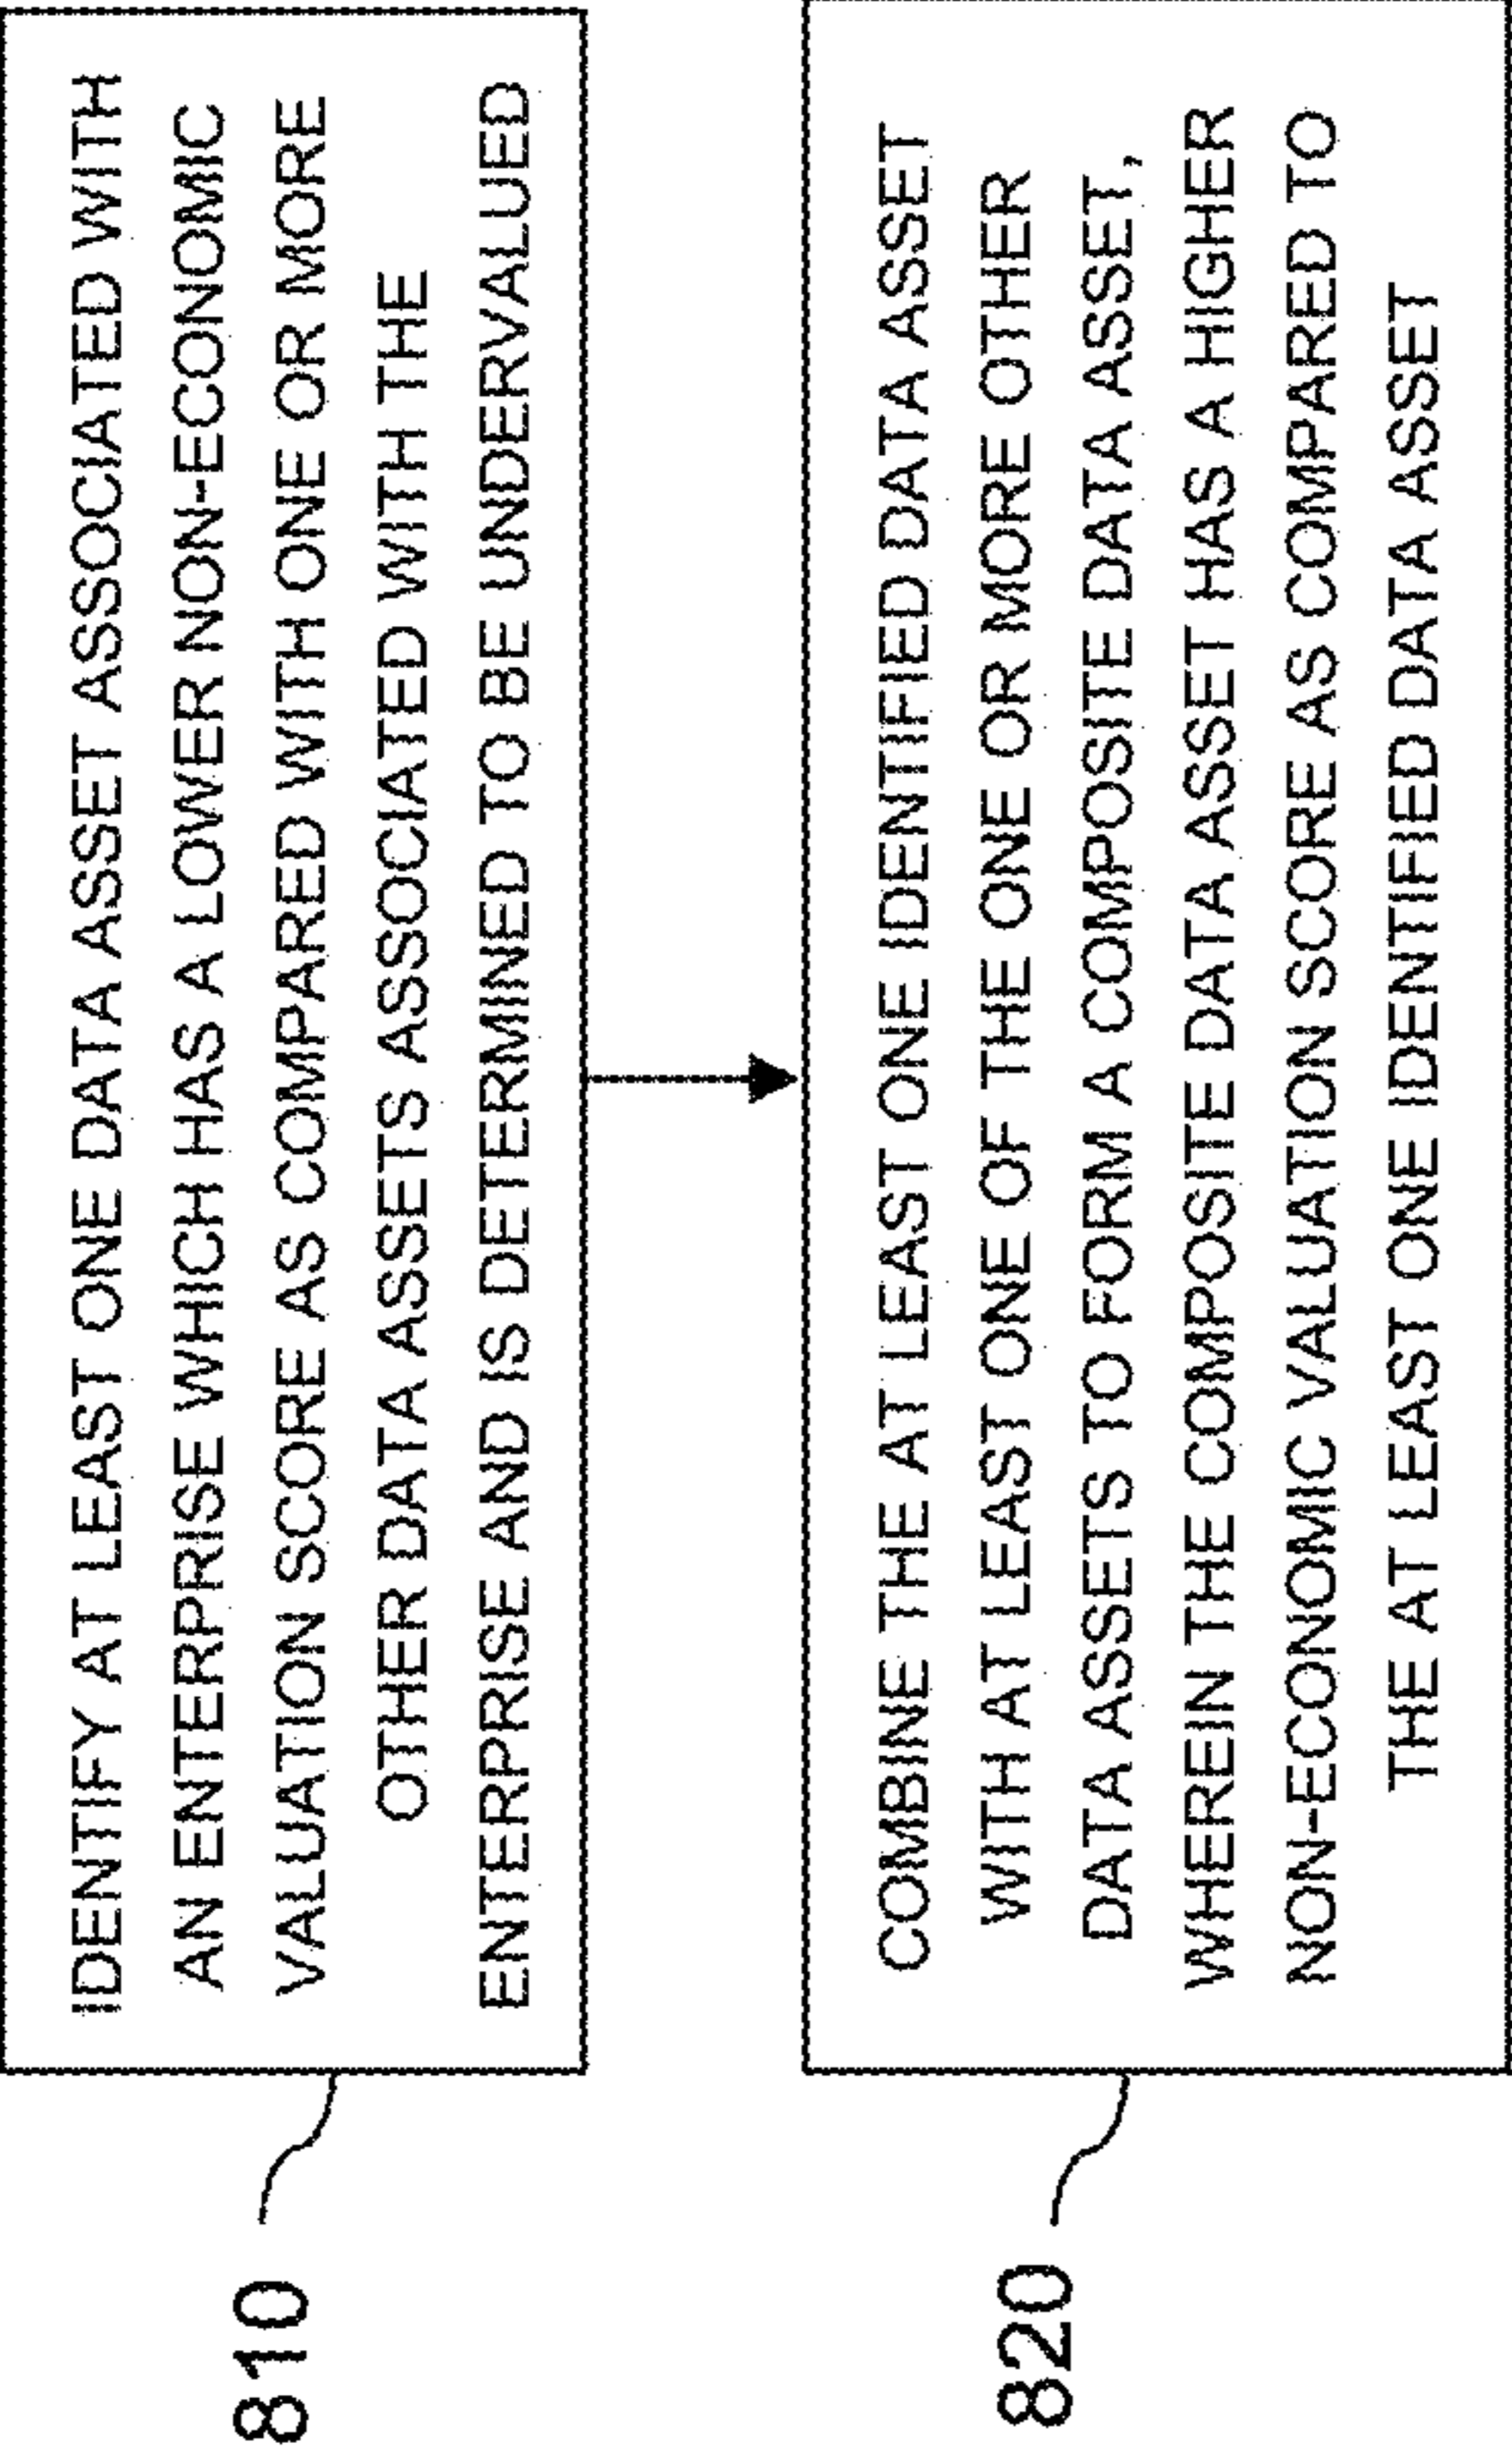 810
IDENTIFY AT LEAST ONE DATA ASSET ASSOCIATED WITH
AN ENTERPRISE WHICH HAS A LOWER NON-ECONOMIC
VALUATION SCORE AS COMPARED WITH ONE OR MORE
OTHER DATA ASSETS ASSOCIATED WITH THE
ENTERPRISE AND IS DETERMINED TO BE UNDERVALUED
820
COMBINE THE AT LEAST ONE IDENTIFIED DATA ASSET
WITH AT LEAST ONE OF THE ONE OR MORE OTHER
DATA ASSETS TO FORM A COMPOSITE DATA ASSET,
WHEREIN THE COMPOSITE DATA ASSET HAS A HIGHER
NON-ECONOMIC VALUATION SCORE AS COMPARED TO
THE AT LEAST ONE IDENTIFIED DATA ASSET